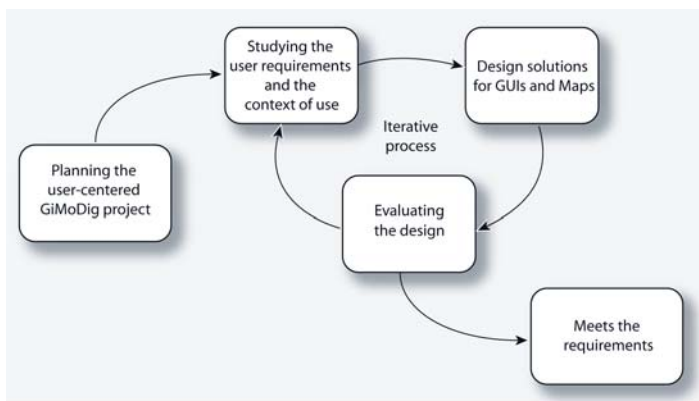 Studying the
user requirements
and the
context of use
Design solutions
for GUIs and Maps
Iterative
process
Planning the
user-centered
GiMoDig project
Evaluating
the design
Meets the
requirements